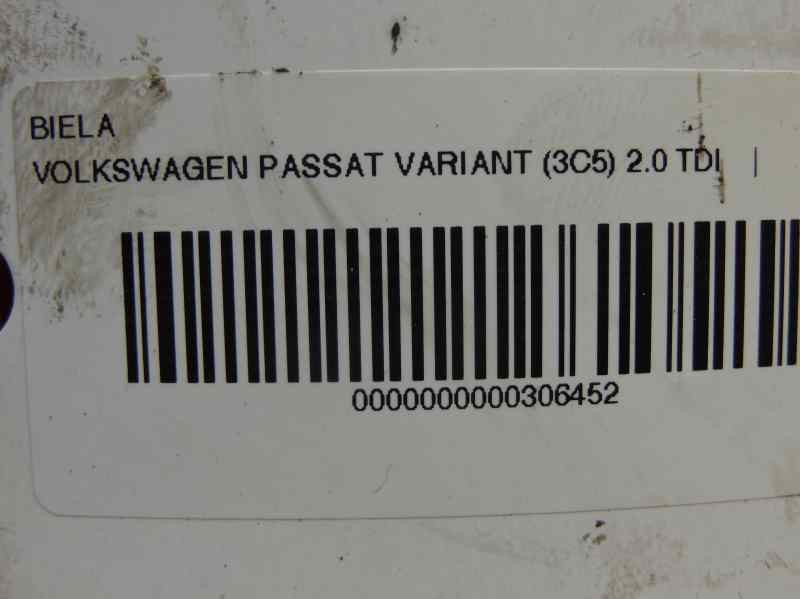 BIELA
VOLKSWAGEN PASSAT VARIANT (3C5) 2.0 TDI |
0000000000306452